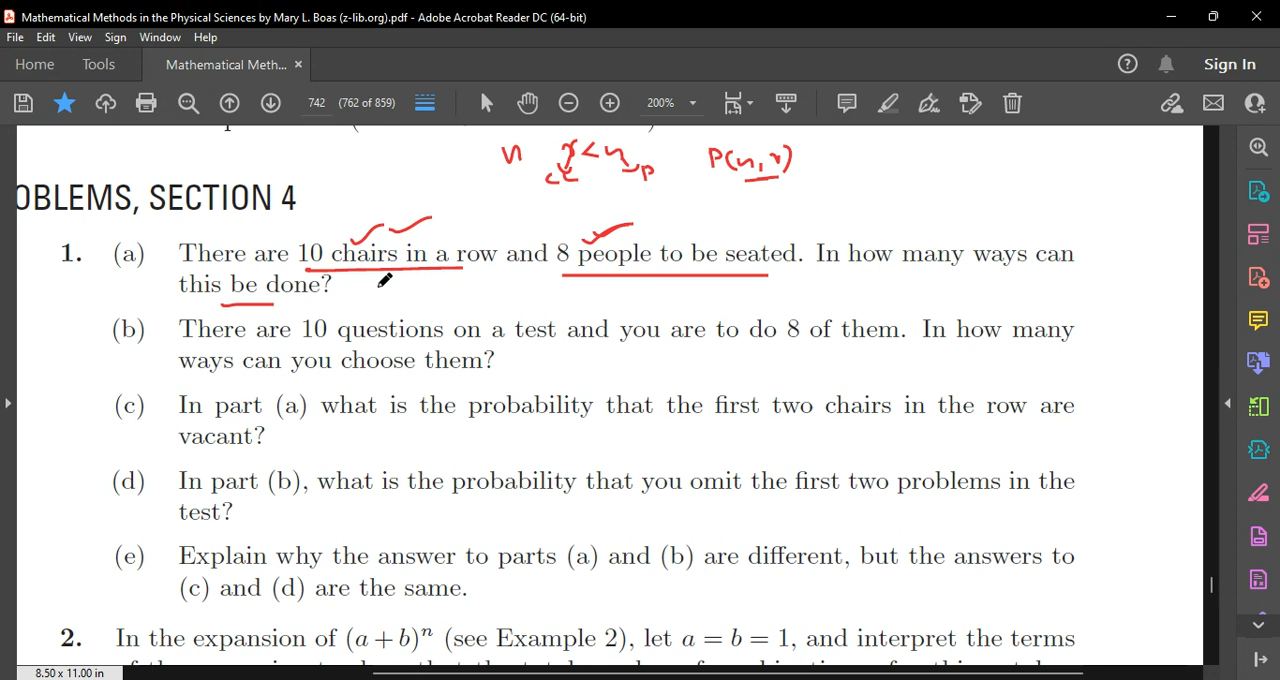 Mathematical Methods in the Physical Sciences by Mary L. Boas (z-lib.org).pdf - Adobe Acrobat Reader DC (64-bit)
File Edit View Sign Window Help
Home Tools Mathematical Meth... × Sign In
742 (762 of 859) 200%
n r<n P(n,r)
c p
OBLEMS, SECTION 4
1. (a) There are 10 chairs in a row and 8 people to be seated. In how many ways can
this be done?
(b) There are 10 questions on a test and you are to do 8 of them. In how many
ways can you choose them?
(c) In part (a) what is the probability that the first two chairs in the row are
vacant?
(d) In part (b), what is the probability that you omit the first two problems in the
test?
(e) Explain why the answer to parts (a) and (b) are different, but the answers to
(c) and (d) are the same.
2. In the expansion of (a + b)ⁿ (see Example 2), let a = b = 1, and interpret the terms
8.50 x 11.00 in